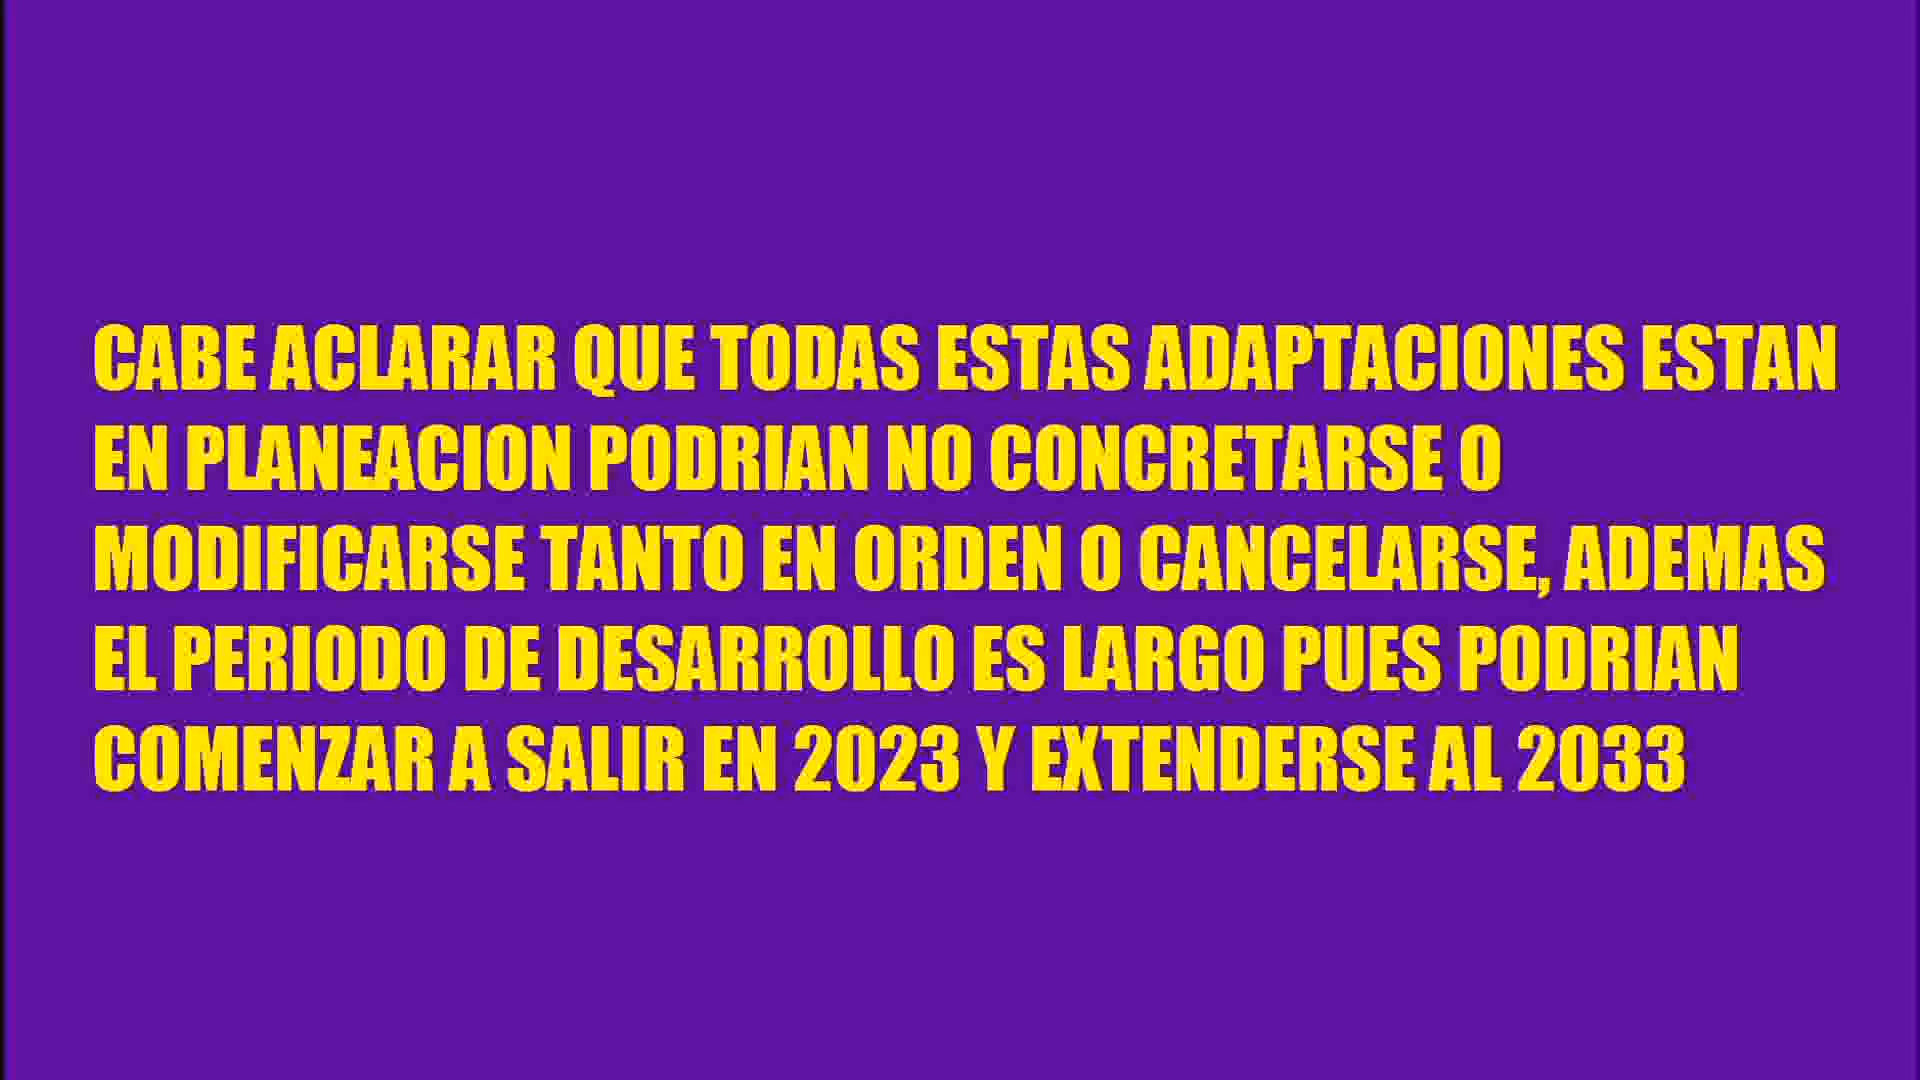 CABE ACLARAR QUE TODAS ESTAS ADAPTACIONES ESTAN
EN PLANEACION PODRIAN NO CONCRETARSE O
MODIFICARSE TANTO EN ORDEN O CANCELARSE, ADEMAS
EL PERIODO DE DESARROLLO ES LARGO PUES PODRIAN
COMENZAR A SALIR EN 2023 Y EXTENDERSE AL 2033